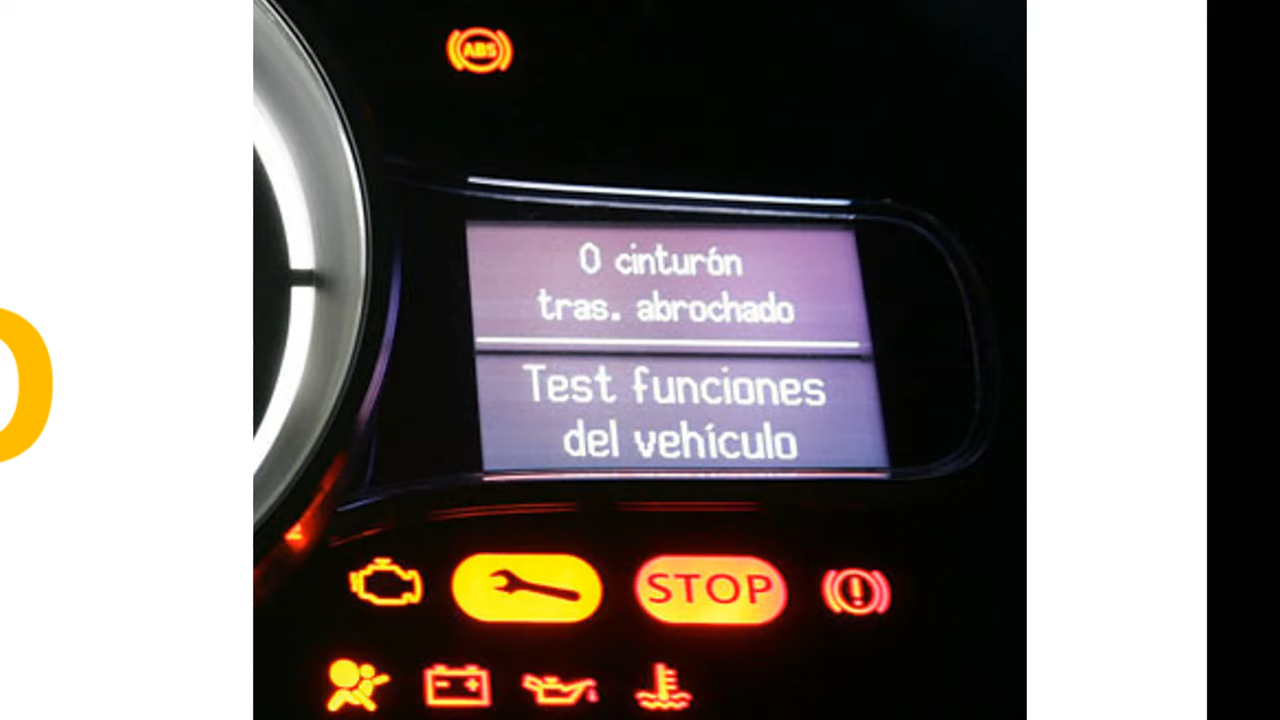 ABS
0 cinturón
tras. abrochado
Test funciones
del vehículo
STOP